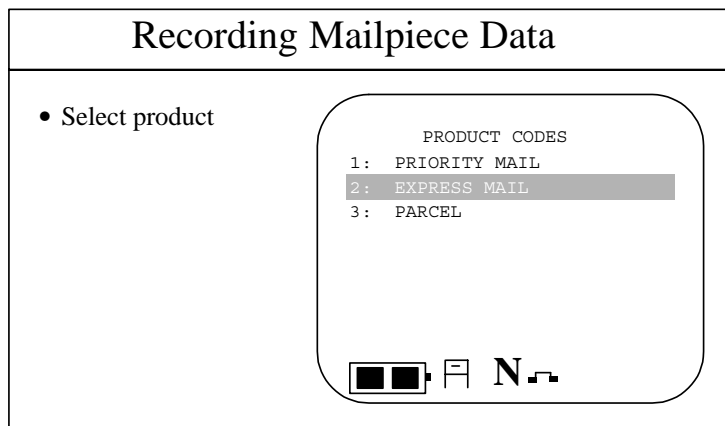 Recording Mailpiece Data
• Select product
PRODUCT CODES
1: PRIORITY MAIL
2: EXPRESS MAIL
3: PARCEL
N